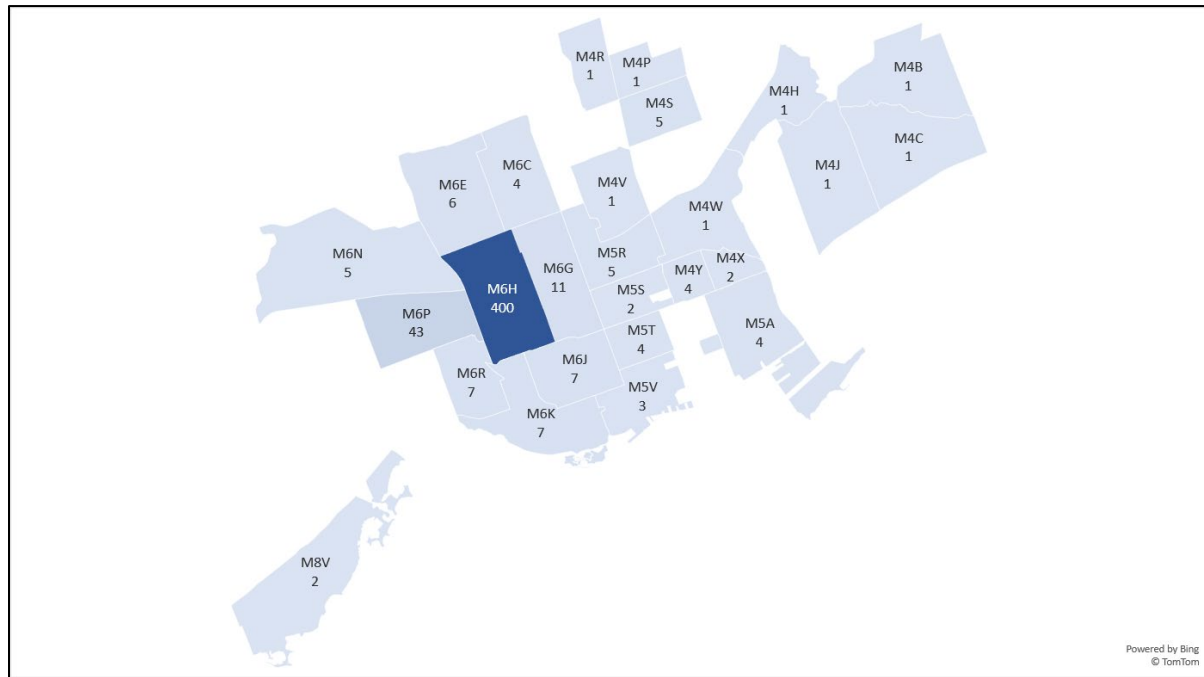 M4R
1
M4P
1
M4S
5
M4H
1
M4B
1
M4C
1
M4J
1
M6C
4
M6E
6
M4V
1
M4W
1
M6N
5
M5R
5
M6G
11
M4Y
4
M4X
2
M6H
400
M5S
2
M6P
43
M5T
4
M5A
4
M6R
7
M6J
7
M5V
3
M6K
7
M8V
2
Powered by Bing
© TomTom